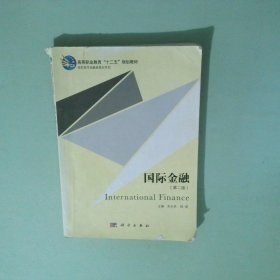 高等职业教育“十二五”规划教材
国际金融
（第二版）
International Finance
科学出版社